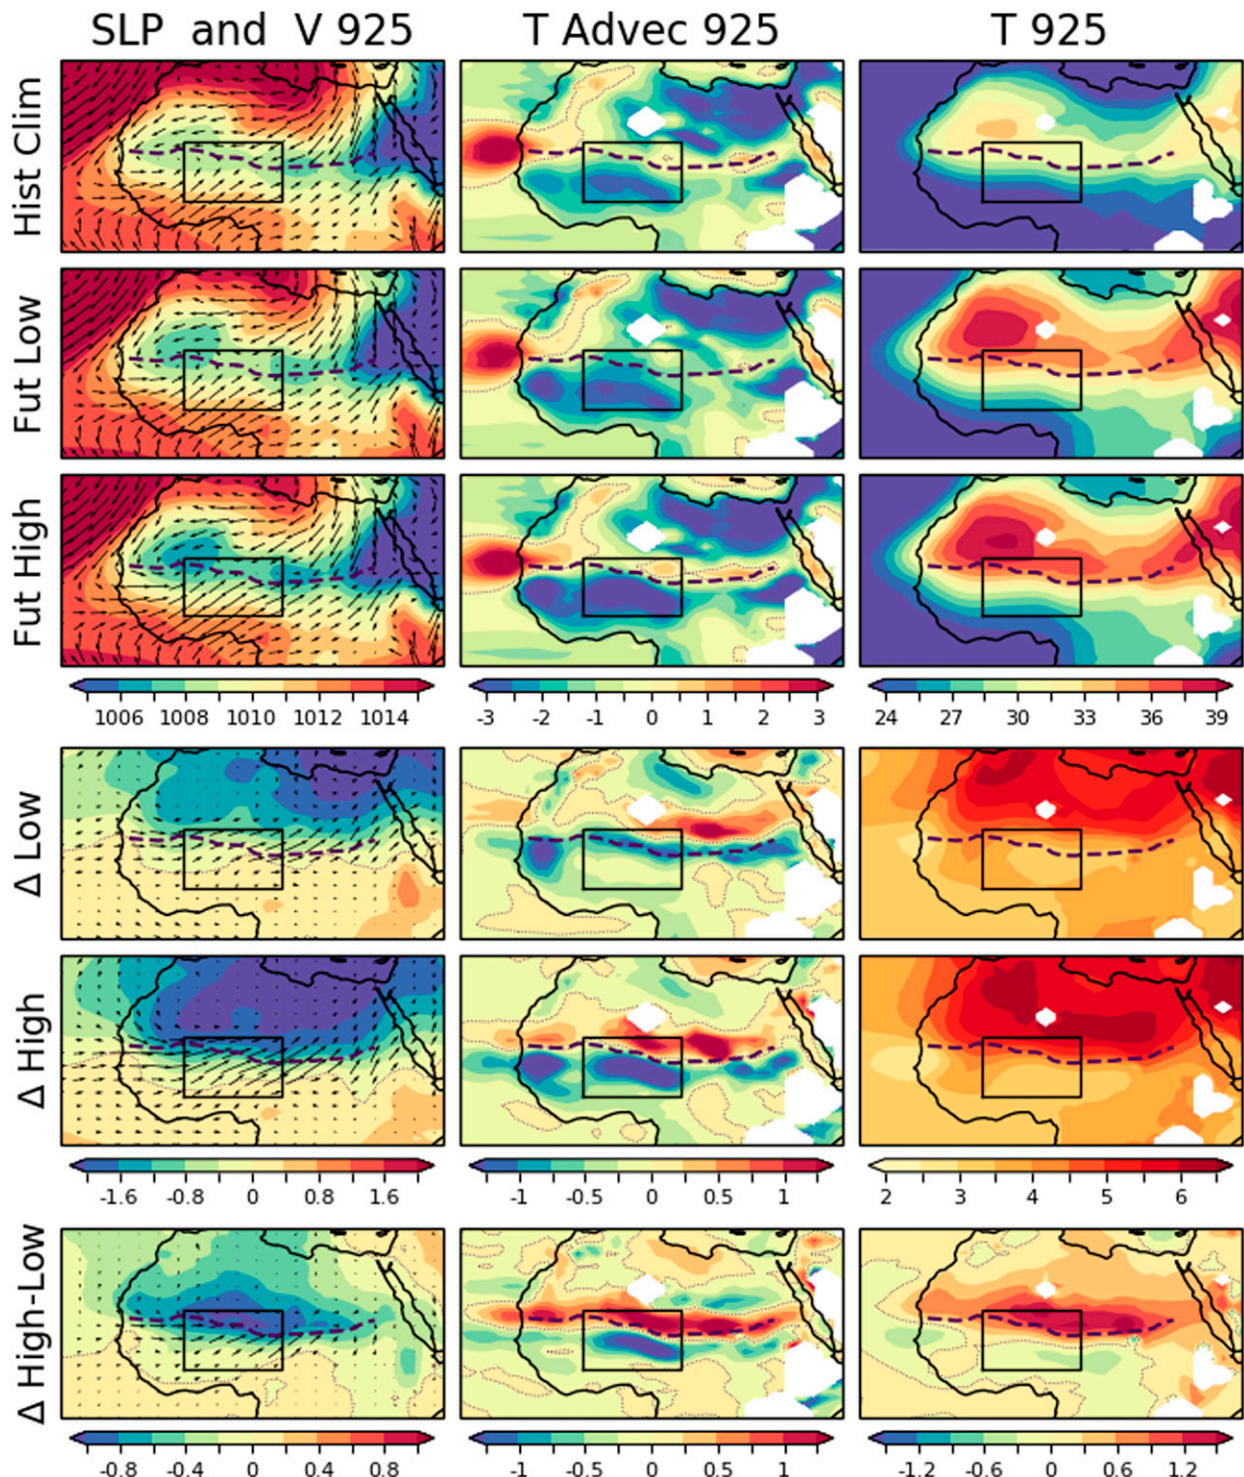 SLP and V 925
T Advec 925
T 925
Hist Clim
Fut Low
Fut High
1006 1008 1010 1012 1014
-3 -2 -1 0 1 2 3
24 27 30 33 36 39
Δ Low
Δ High
-1.6 -0.8 0 0.8 1.6
-1 -0.5 0 0.5 1
2 3 4 5 6
Δ High-Low
-0.8 -0.4 0 0.4 0.8
-1 -0.5 0 0.5 1
-1.2 -0.6 0 0.6 1.2